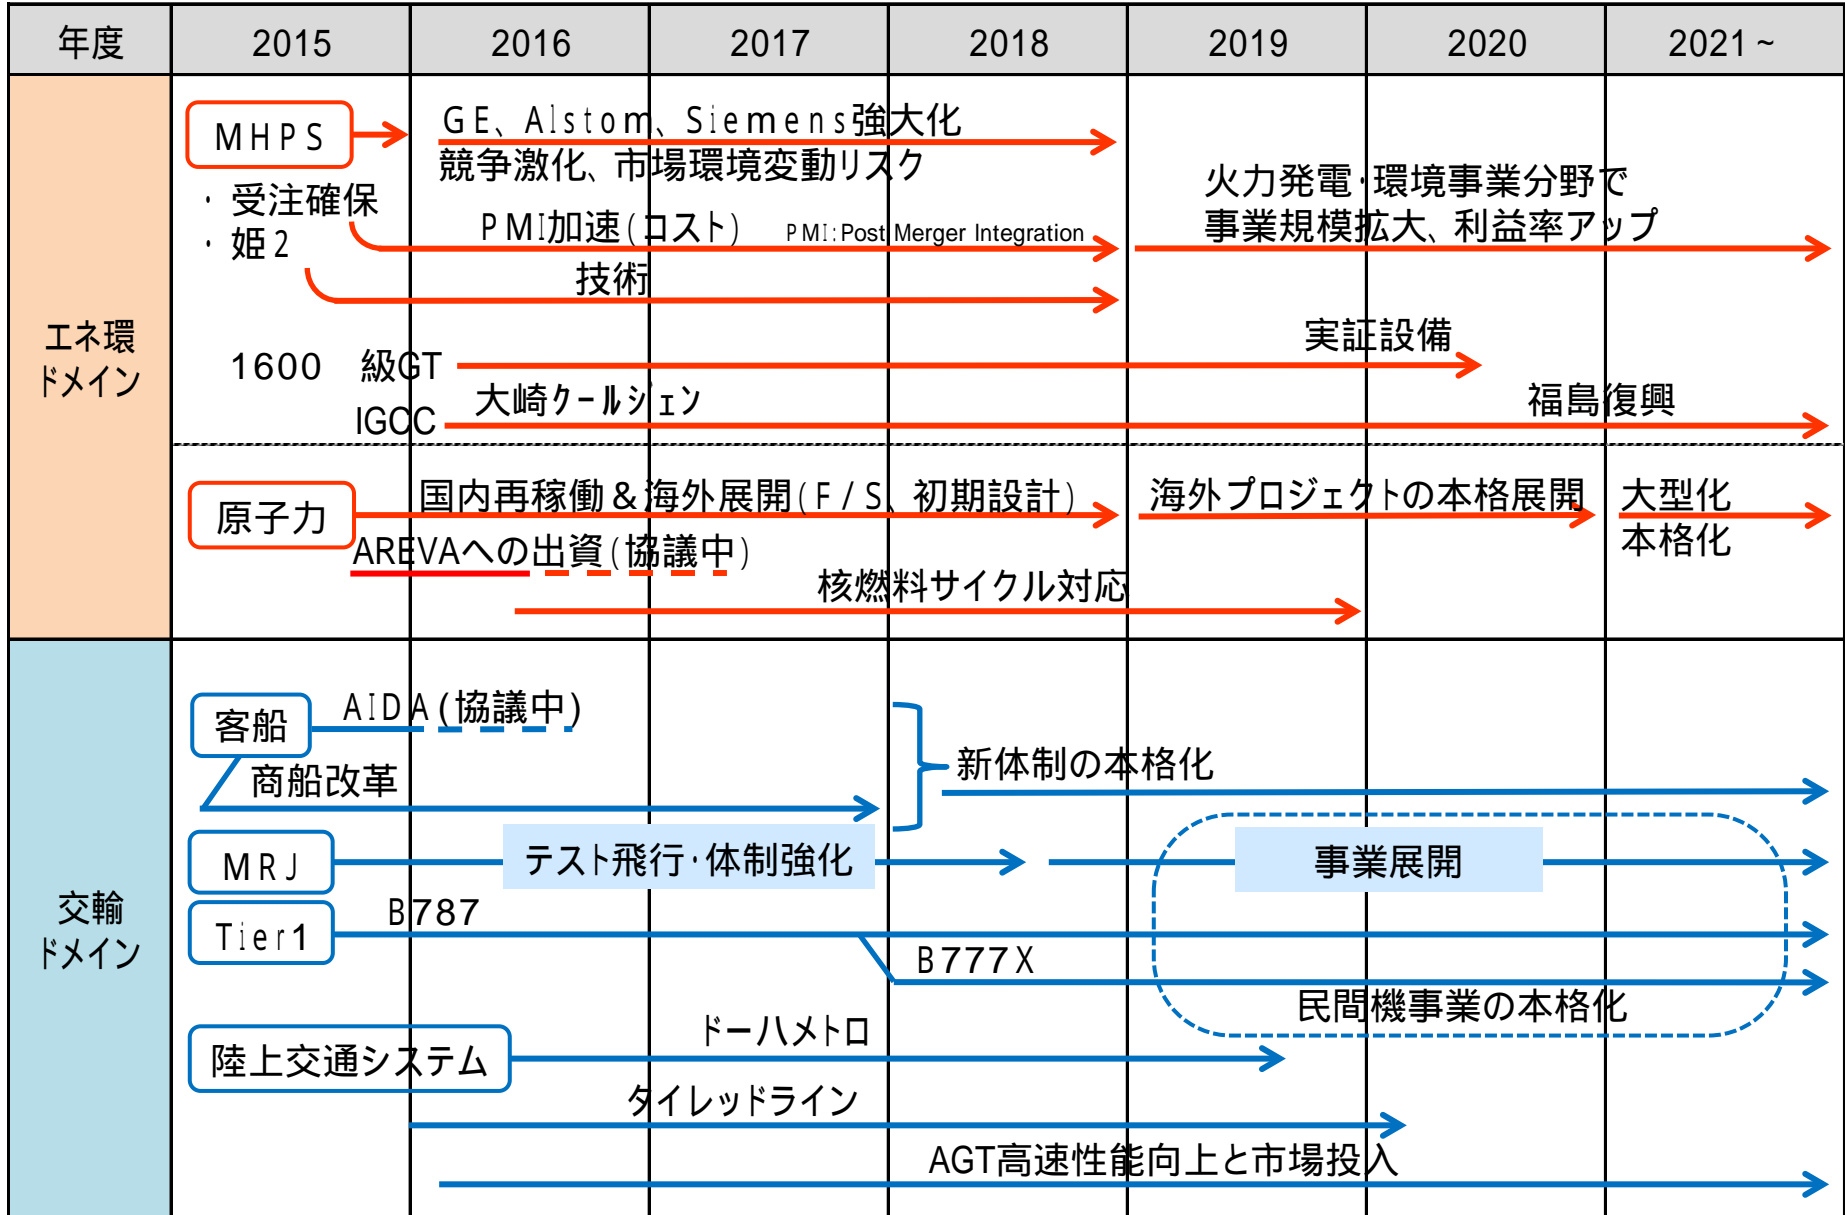 年度 2015 2016 2017 2018 2019 2020 2021~
エネ環
ドメイン
MHPS
GE、Alstom、Siemens強大化
競争激化、市場環境変動リスク
・ 受注確保
・ 姫2
PMI加速(コスト) PMI:Post Merger Integration
技術
火力発電・環境事業分野で
事業規模拡大、利益率アップ
1600 級GT
実証設備
IGCC
大崎クールジェン
福島復興
原子力
国内再稼働&海外展開(F/S、初期設計)
海外プロジェクトの本格展開
大型化
本格化
AREVAへの出資(協議中)
核燃料サイクル対応
交輸
ドメイン
客船
AIDA(協議中)
商船改革
新体制の本格化
MRJ
テスト飛行・体制強化
事業展開
Tier1
B787
B777X
民間機事業の本格化
陸上交通システム
ドーハメトロ
タイレッドライン
AGT高速性能向上と市場投入